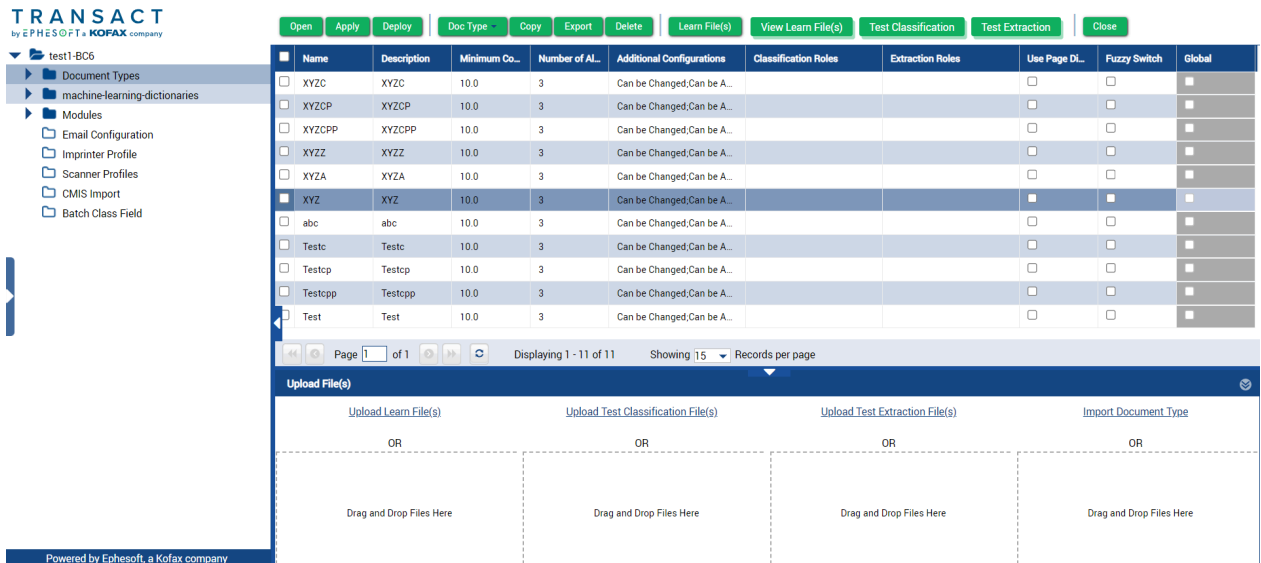 TRANSACT
by EPHESOFT a KOFAX company
Open Apply Deploy Doc Type Copy Export Delete Learn File(s) View Learn File(s) Test Classification Test Extraction Close
test1-BC6
Document Types
machine-learning-dictionaries
Modules
Email Configuration
Imprinter Profile
Scanner Profiles
CMIS Import
Batch Class Field
Name Description Minimum Co... Number of Al... Additional Configurations Classification Roles Extraction Roles Use Page Di... Fuzzy Switch Global
XYZC XYZC 10.0 3 Can be Changed;Can be A...
XYZCP XYZCP 10.0 3 Can be Changed;Can be A...
XYZCPP XYZCPP 10.0 3 Can be Changed;Can be A...
XYZZ XYZZ 10.0 3 Can be Changed;Can be A...
XYZA XYZA 10.0 3 Can be Changed;Can be A...
XYZ XYZ 10.0 3 Can be Changed;Can be A...
abc abc 10.0 3 Can be Changed;Can be A...
Testc Testc 10.0 3 Can be Changed;Can be A...
Testcp Testcp 10.0 3 Can be Changed;Can be A...
Testcpp Testcpp 10.0 3 Can be Changed;Can be A...
Test Test 10.0 3 Can be Changed;Can be A...
Page 1 of 1 Displaying 1 - 11 of 11 Showing 15 Records per page
Upload File(s)
Upload Learn File(s) Upload Test Classification File(s) Upload Test Extraction File(s) Import Document Type
OR OR OR OR
Drag and Drop Files Here Drag and Drop Files Here Drag and Drop Files Here Drag and Drop Files Here
Powered by Ephesoft, a Kofax company